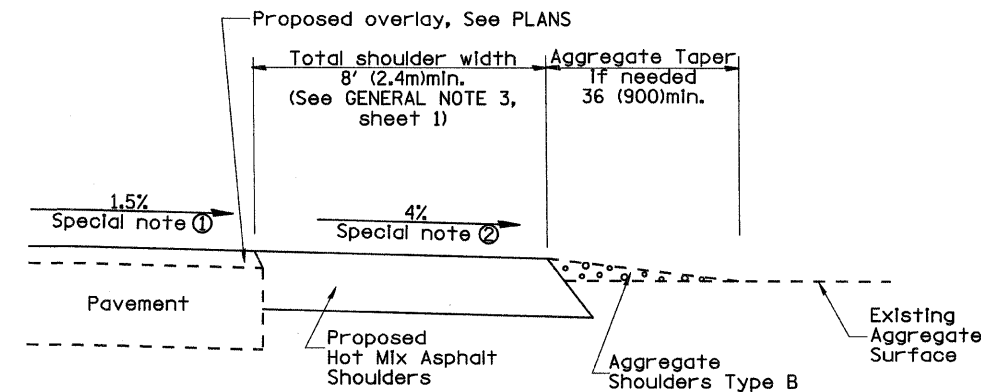 Proposed overlay, See PLANS
Total shoulder width
8' (2.4m)min.
(See GENERAL NOTE 3,
sheet 1)
Aggregate Taper
if needed
36 (900)min.
1.5%
Special note ①
4%
Special note ②
Pavement
Proposed
Hot Mix Asphalt
Shoulders
Aggregate
Shoulders Type B
Existing
Aggregate
Surface